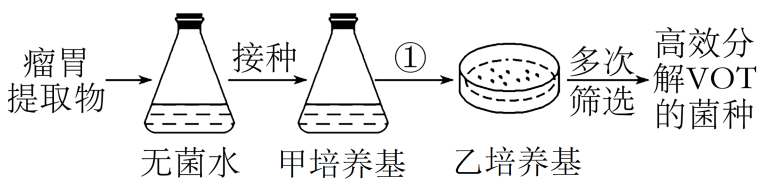 瘤胃
提取物
无菌水
接种
甲培养基
①
乙培养基
多次
筛选
高效分
解VOT
的菌种